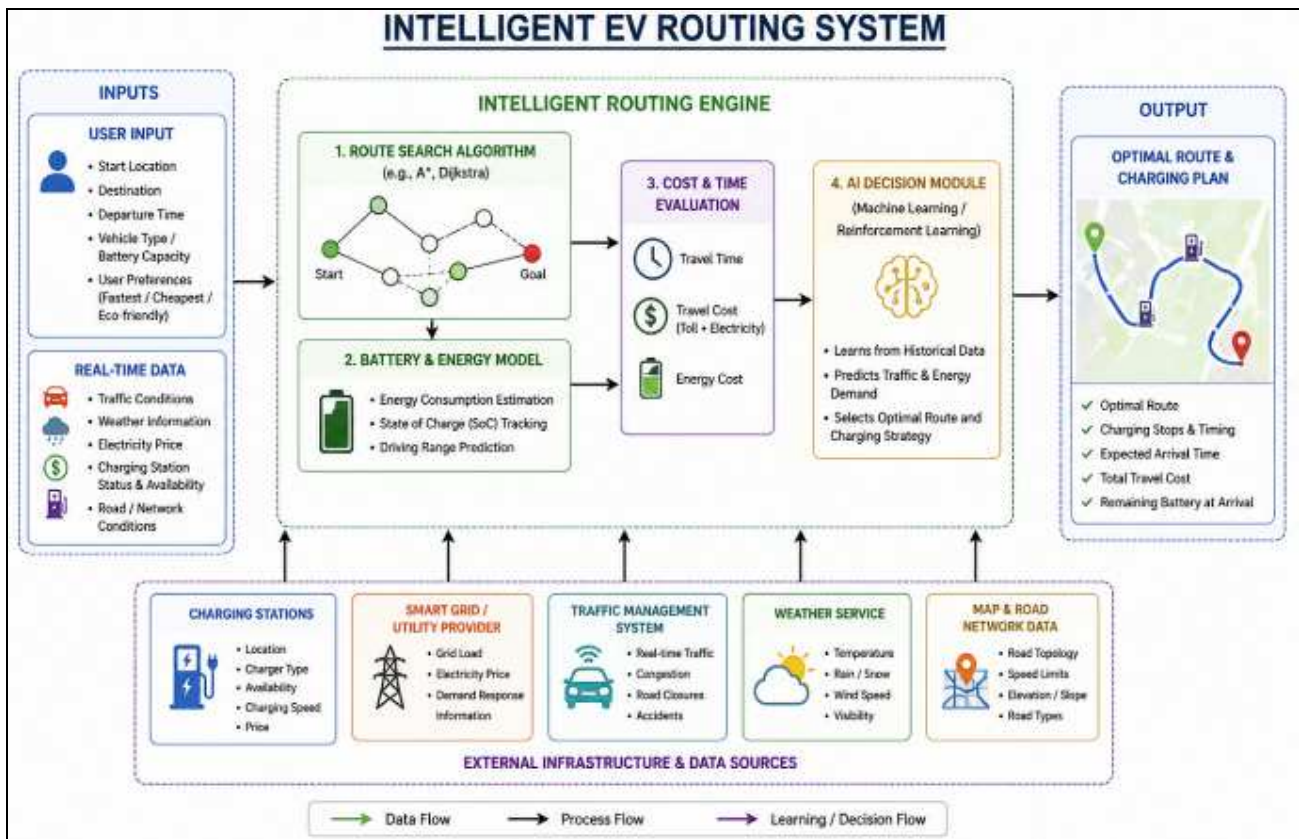 INTELLIGENT EV ROUTING SYSTEM
INPUTS
USER INPUT
• Start Location
• Destination
• Departure Time
• Vehicle Type /
Battery Capacity
• User Preferences
(Fastest / Cheapest /
Eco-friendly)
REAL-TIME DATA
• Traffic Conditions
• Weather Information
• Electricity Price
• Charging Station
Status & Availability
• Road / Network
Conditions
INTELLIGENT ROUTING ENGINE
1. ROUTE SEARCH ALGORITHM
(e.g., A*, Dijkstra)
Start
Goal
2. BATTERY & ENERGY MODEL
• Energy Consumption Estimation
• State of Charge (SoC) Tracking
• Driving Range Prediction
3. COST & TIME
EVALUATION
Travel Time
Travel Cost
(Toll + Electricity)
Energy Cost
4. AI DECISION MODULE
(Machine Learning /
Reinforcement Learning)
• Learns from Historical Data
• Predicts Traffic & Energy
Demand
• Selects Optimal Route and
Charging Strategy
OUTPUT
OPTIMAL ROUTE &
CHARGING PLAN
✓ Optimal Route
✓ Charging Stops & Timing
✓ Expected Arrival Time
✓ Total Travel Cost
✓ Remaining Battery at Arrival
CHARGING STATIONS
• Location
• Charger Type
• Availability
• Charging Speed
• Price
SMART GRID /
UTILITY PROVIDER
• Grid Load
• Electricity Price
• Demand Response
Information
TRAFFIC MANAGEMENT
SYSTEM
• Real-time Traffic
• Congestion
• Road Closures
• Accidents
WEATHER SERVICE
• Temperature
• Rain / Snow
• Wind Speed
• Visibility
MAP & ROAD
NETWORK DATA
• Road Topology
• Speed Limits
• Elevation / Slope
• Road Types
EXTERNAL INFRASTRUCTURE & DATA SOURCES
Data Flow
Process Flow
Learning / Decision Flow